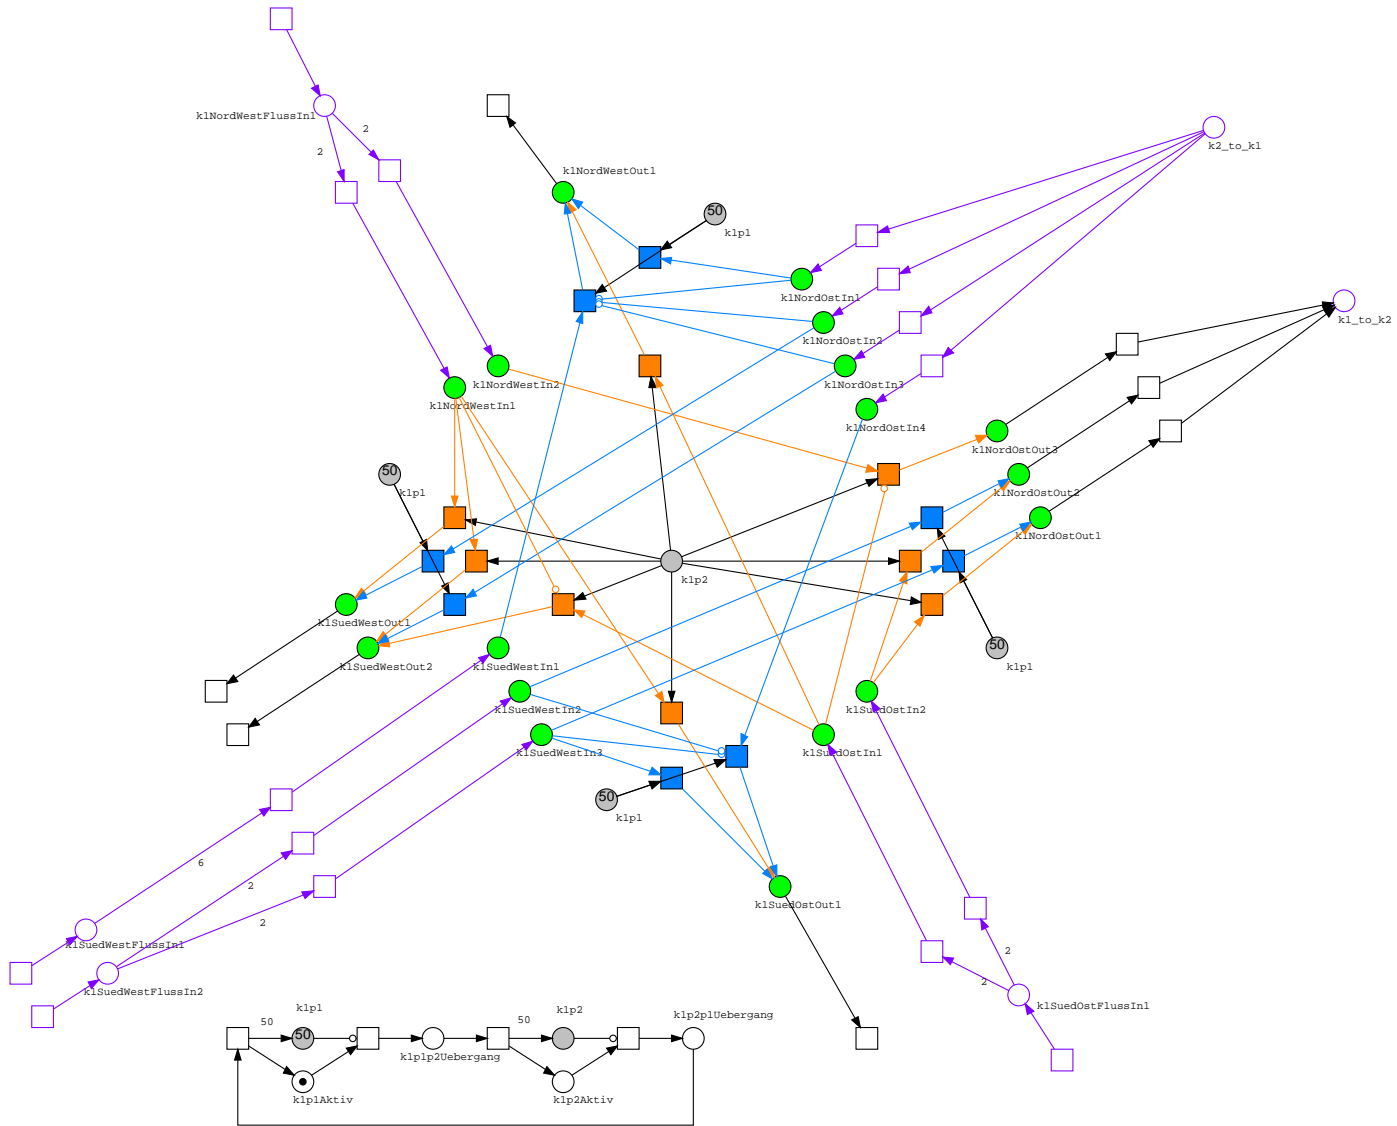 k1NordWestFlussIn1
2
2
k2_to_k1
k1NordWestOut1
50
k1p1
k1NordOstIn1
k1_to_k2
k1NordOstIn2
k1NordWestIn2
k1NordOstIn3
k1NordWestIn1
k1NordOstIn4
k1NordOstOut3
50
k1p1
k1NordOstOut2
k1NordOstOut1
k1p2
k1SuedWestOut1
50
k1SuedWestOut2
k1SuedWestIn1
k1p1
k1SuedWestIn2
k1SuedOstIn2
k1SuedWestIn3
k1SuedOstIn1
50
k1p1
6
2
k1SuedOstOut1
2
k1SuedWestFlussIn1
2
2
k1SuedWestFlussIn2
k1SuedOstFlussIn1
k1p1
k1p2
k1p2p1Uebergang
50
50
50
k1p1p2Uebergang
k1p1Aktiv
k1p2Aktiv